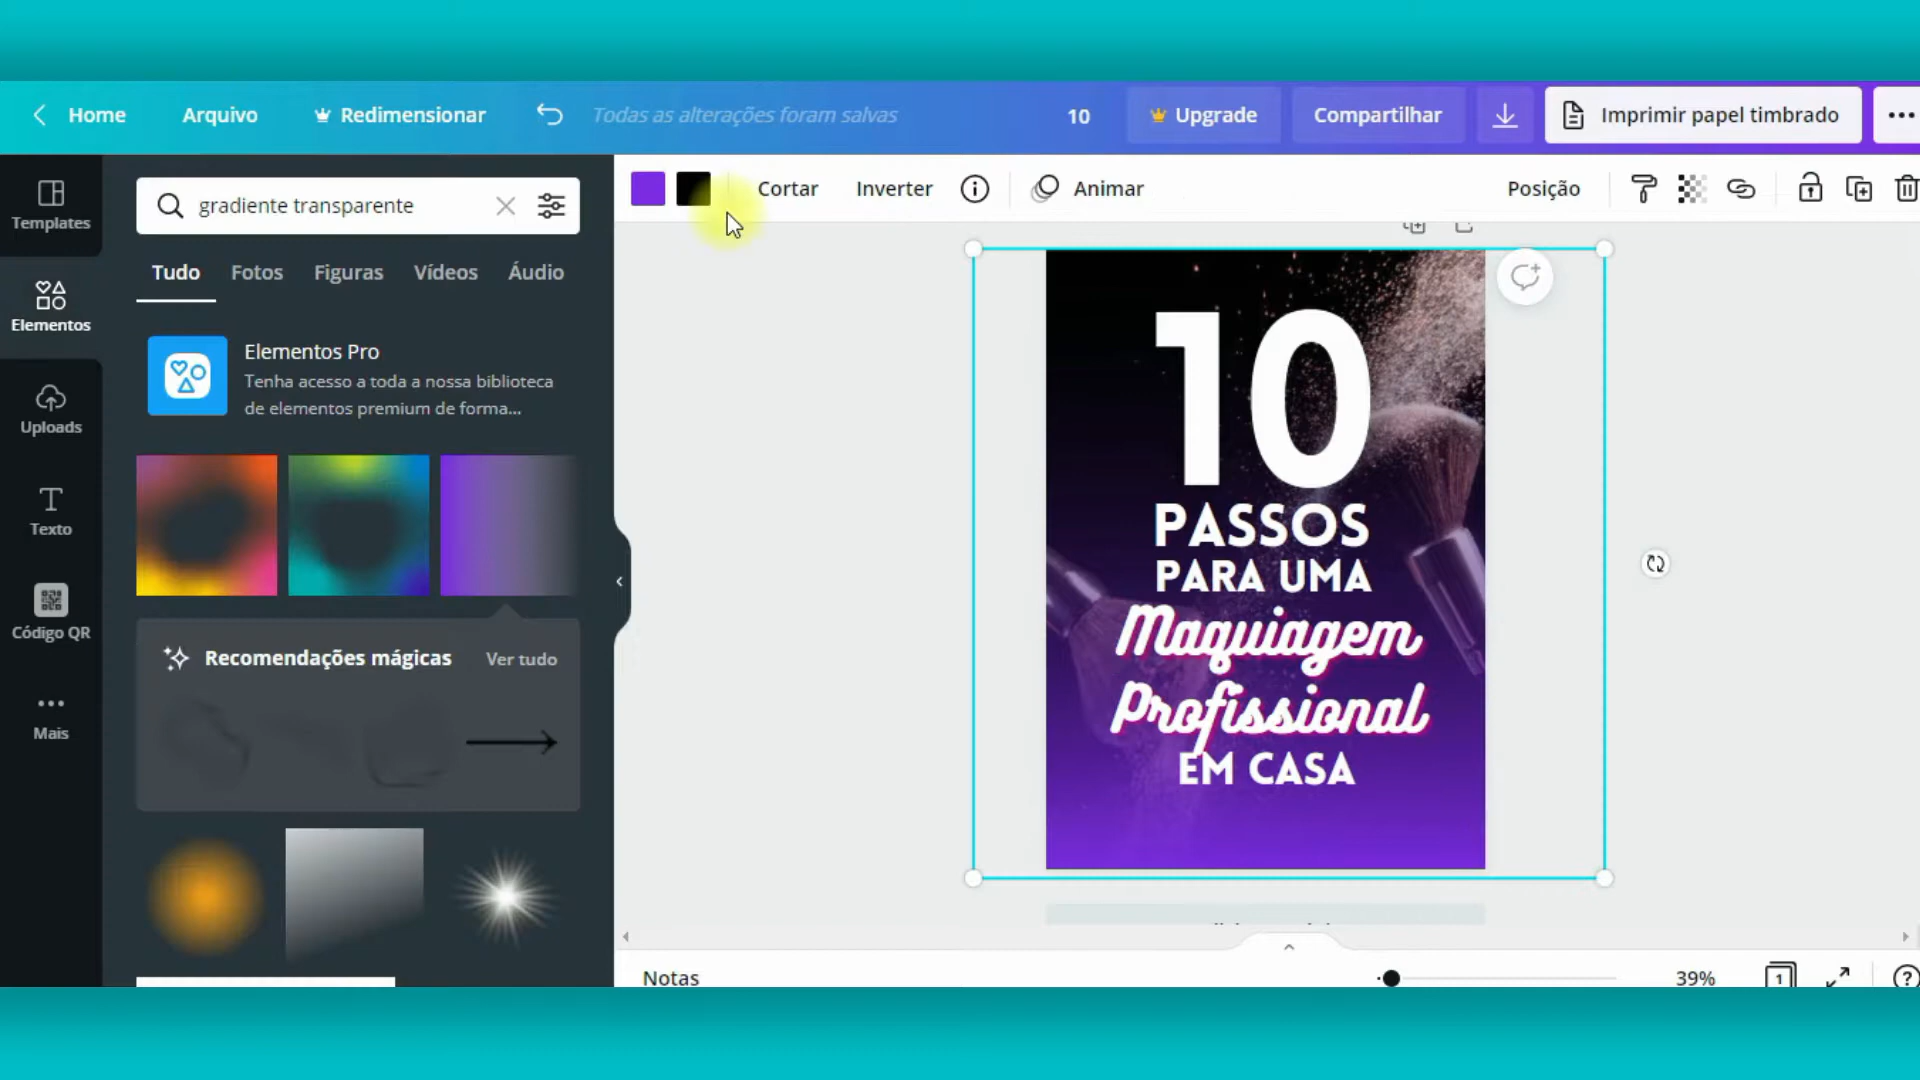 Home
Arquivo
Redimensionar
Todas as alterações foram salvas
10
Upgrade
Compartilhar
Imprimir papel timbrado
Templates
Elementos
Uploads
Texto
Código QR
Mais
gradiente transparente
Tudo
Fotos
Figuras
Vídeos
Áudio
Elementos Pro
Tenha acesso a toda a nossa biblioteca
de elementos premium de forma...
Recomendações mágicas
Ver tudo
Cortar
Inverter
Animar
Posição
10
PASSOS
PARA UMA
Maquiagem
Profissional
EM CASA
Notas
39%
1